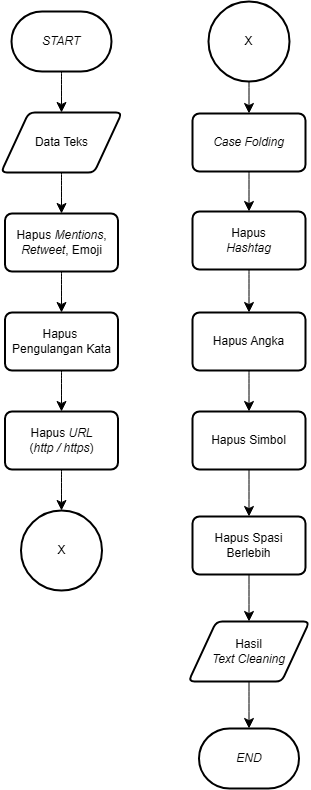 START
Data Teks
Hapus Mentions,
Retweet, Emoji
Hapus
Pengulangan Kata
Hapus URL
(http / https)
X
X
Case Folding
Hapus
Hashtag
Hapus Angka
Hapus Simbol
Hapus Spasi
Berlebih
Hasil
Text Cleaning
END